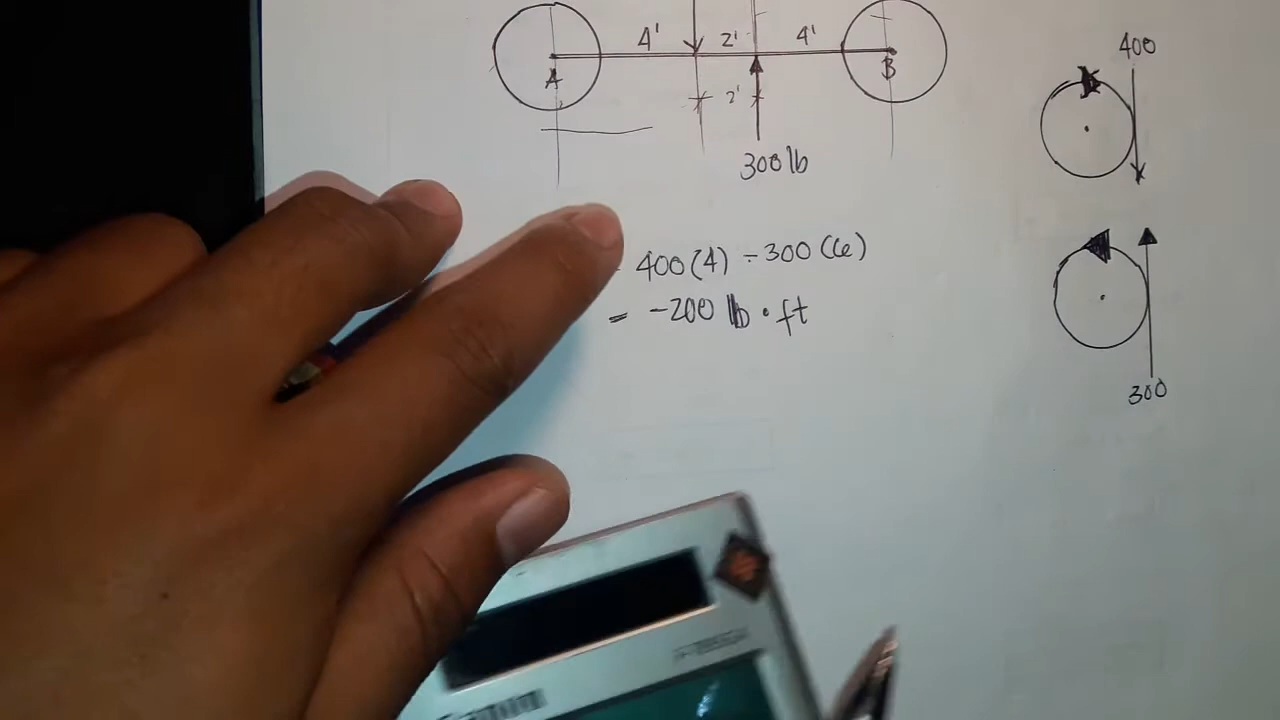 4' 2' 4'
A B
2'
300 lb
400(4) - 300(6)
= -200 lb · ft
400
300